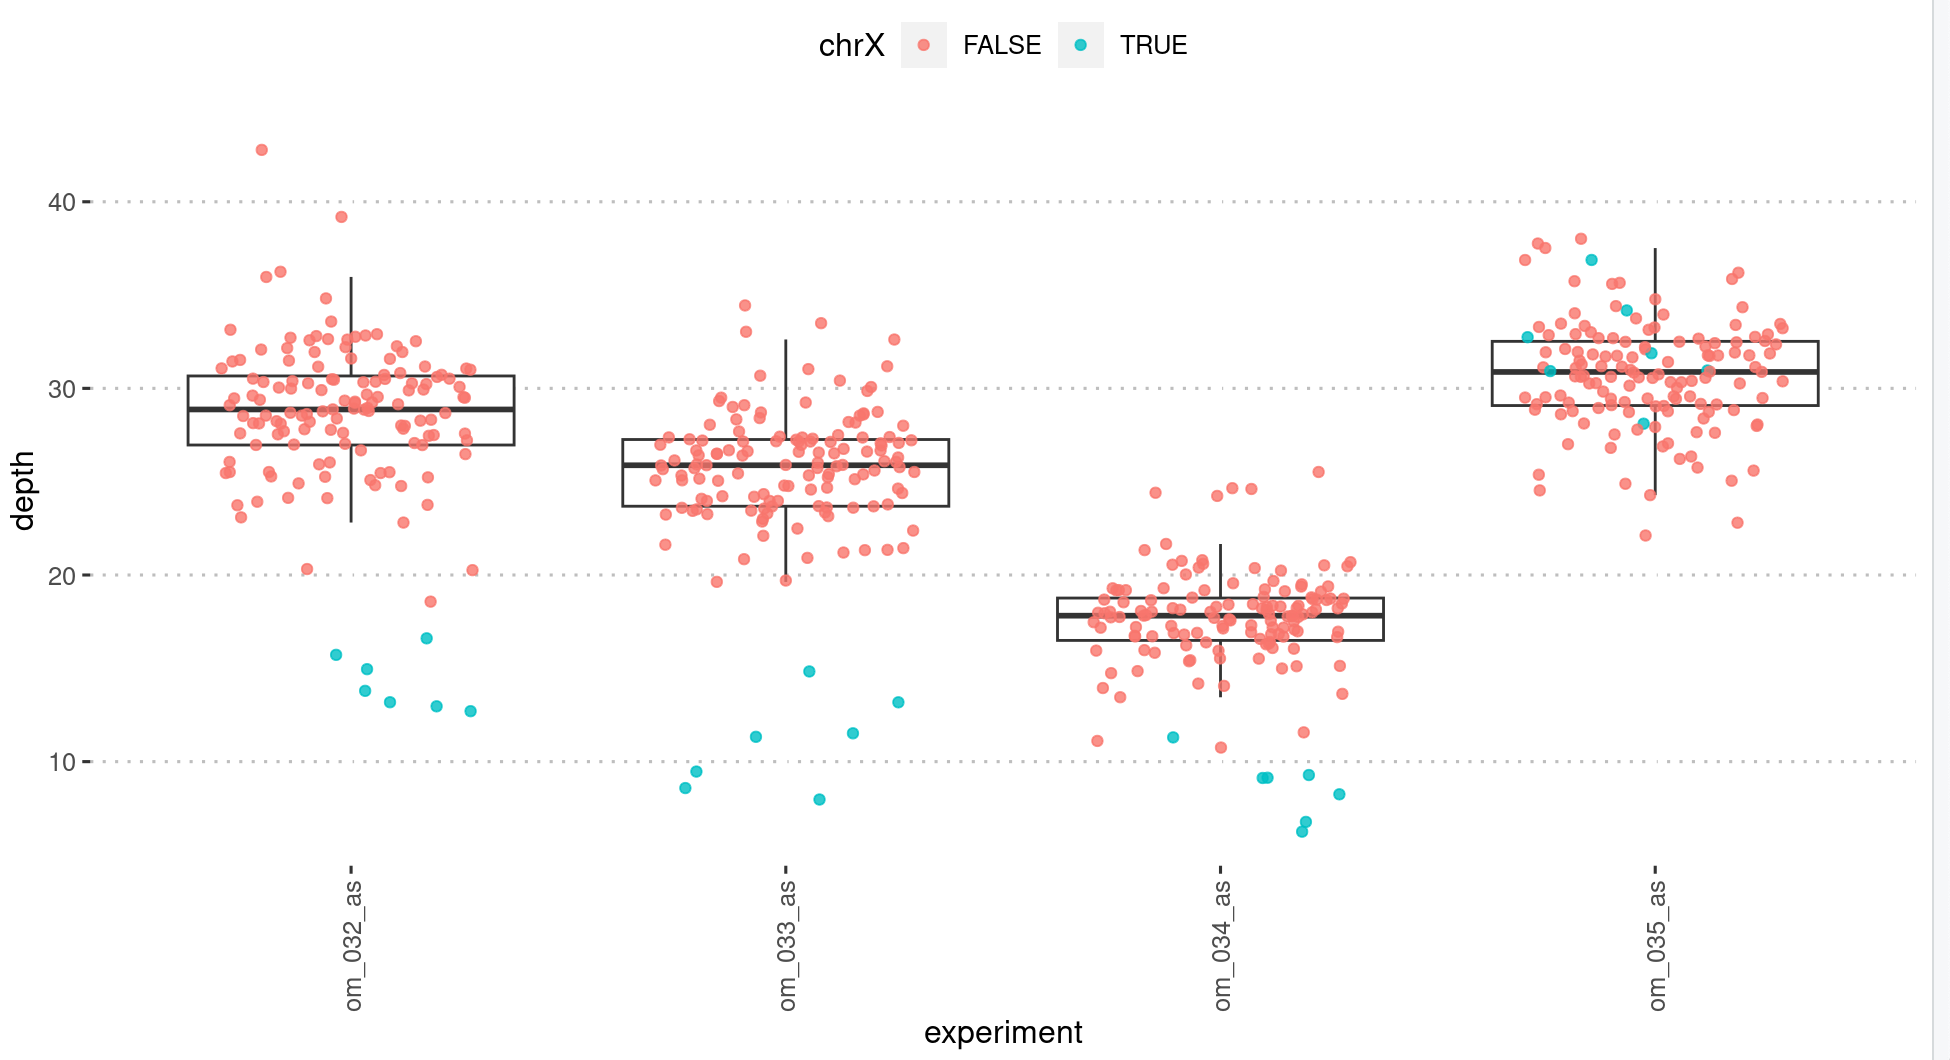 chrX FALSE TRUE
depth
40
30
20
10
om_032_as
om_033_as
om_034_as
om_035_as
experiment